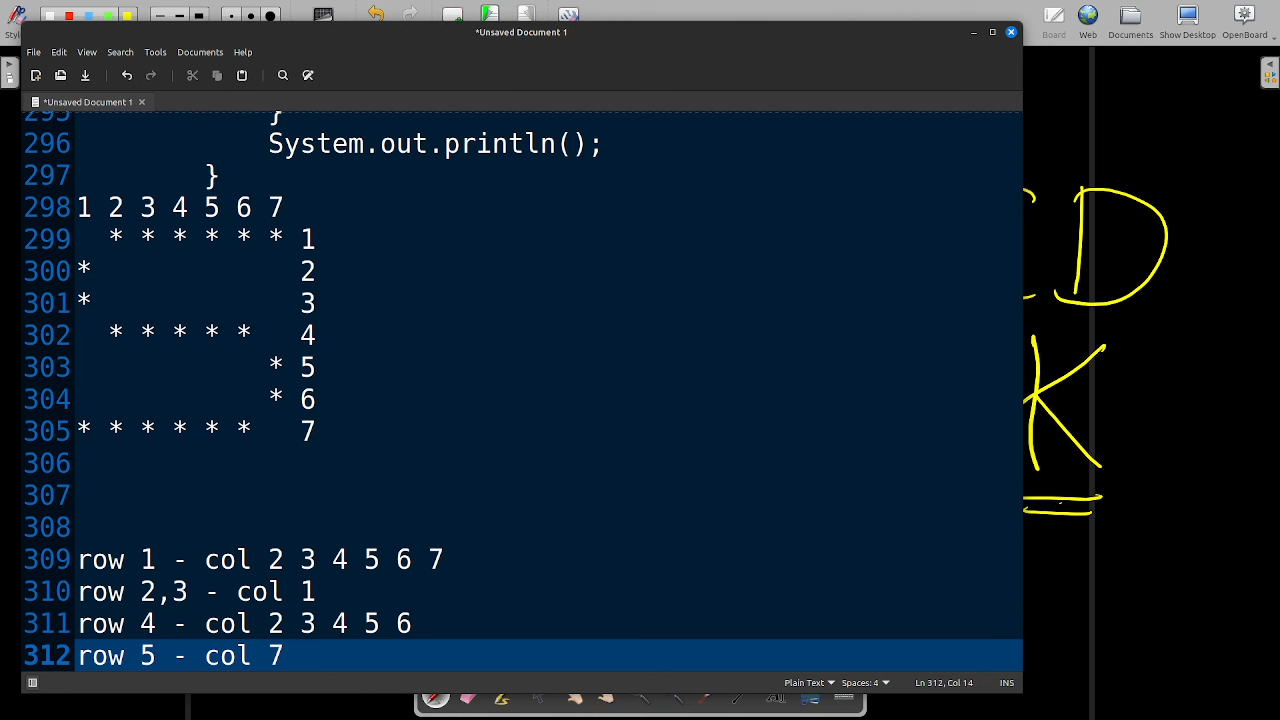 Board Web Documents Show Desktop OpenBoard
*Unsaved Document 1
File Edit View Search Tools Documents Help
*Unsaved Document 1
295 }
296 System.out.println();
297 }
298 1 2 3 4 5 6 7
299 * * * * * * 1
300 * 2
301 * 3
302 * * * * * 4
303 * 5
304 * 6
305 * * * * * * 7
306
307
308
309 row 1 - col 2 3 4 5 6 7
310 row 2,3 - col 1
311 row 4 - col 2 3 4 5 6
312 row 5 - col 7
Plain Text Spaces: 4 Ln 312, Col 14 INS
D
K